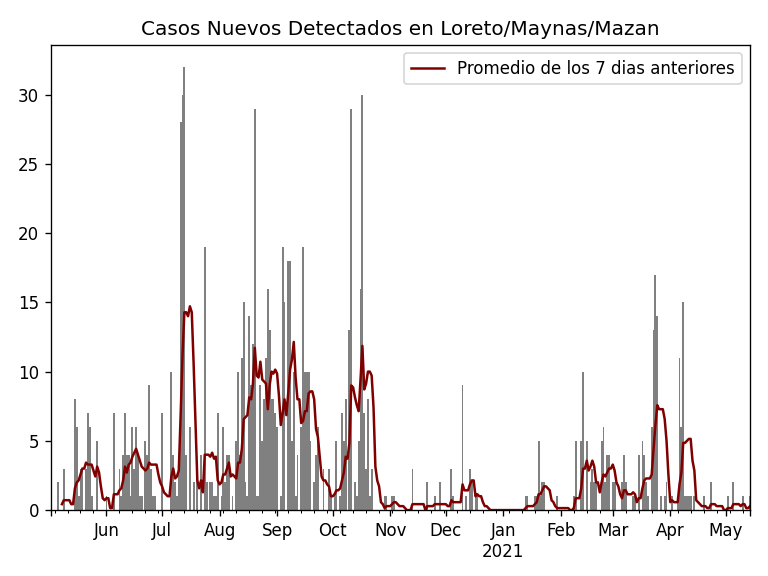 Casos Nuevos Detectados en Loreto/Maynas/Mazan
Promedio de los 7 dias anteriores
30
25
20
15
10
5
0
Jun Jul Aug Sep Oct Nov Dec Jan Feb Mar Apr May
2021